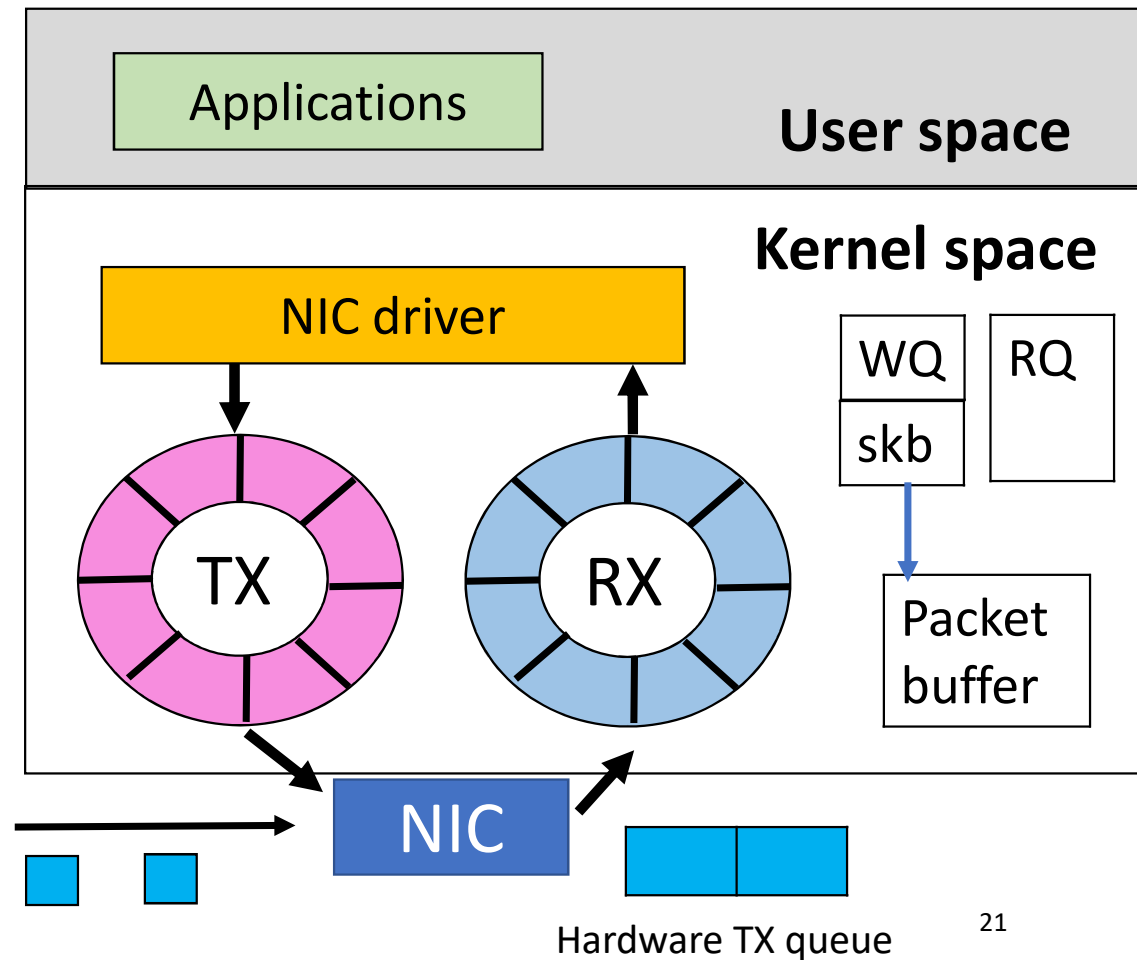 Applications
User space
Kernel space
NIC driver
WQ
RQ
skb
TX
RX
Packet
buffer
NIC
Hardware TX queue
21